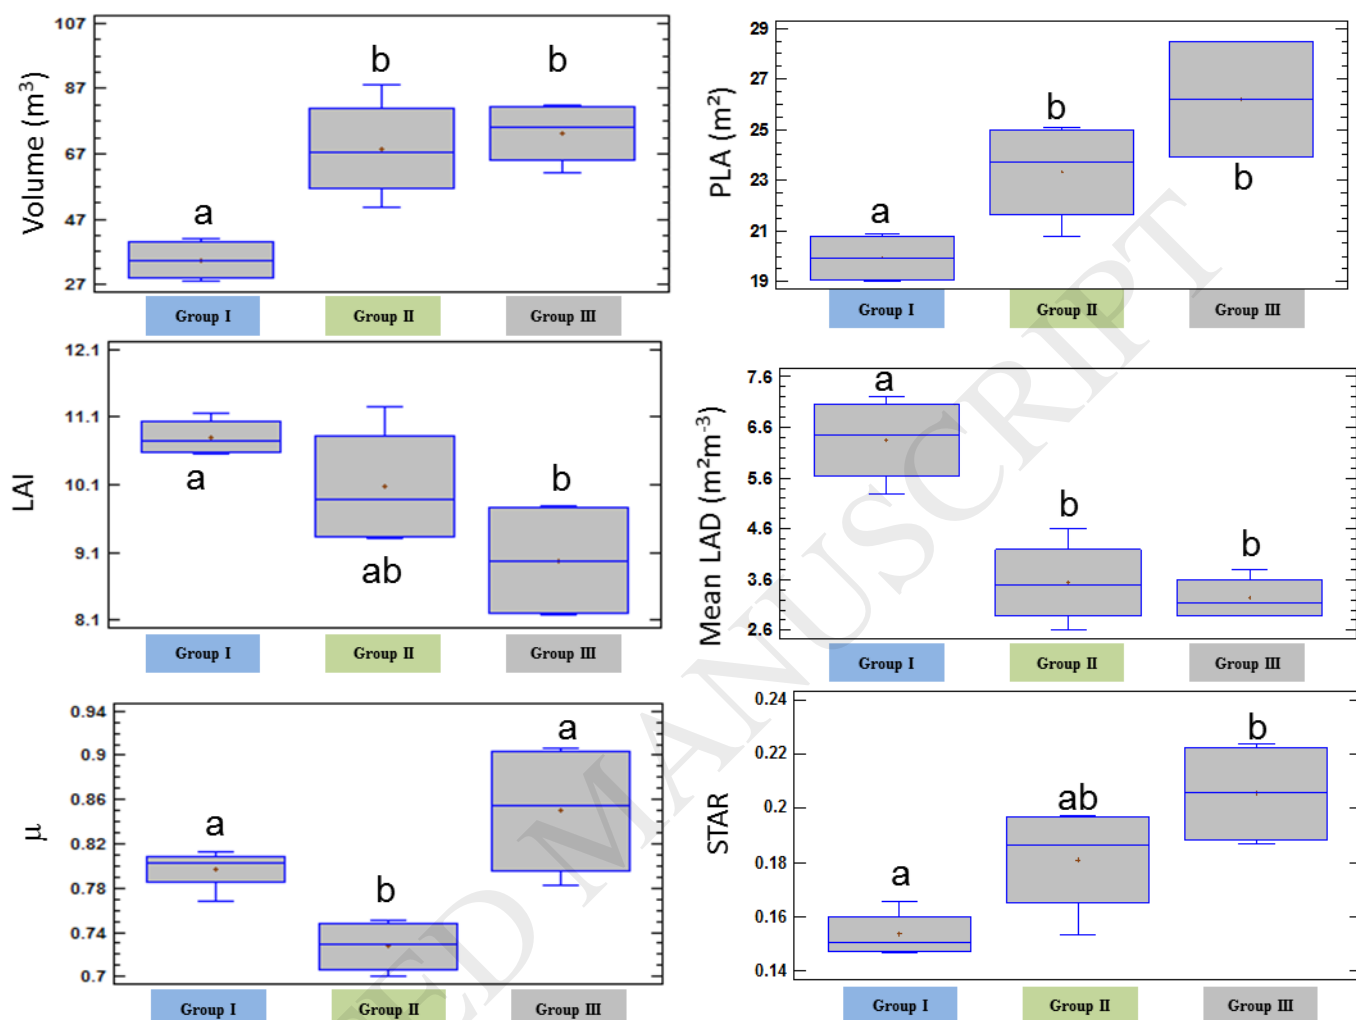 Volume (m³)
107
87
67
47
27
a
b
b
Group I
Group II
Group III
PLA (m²)
29
27
25
23
21
19
a
b
b
Group I
Group II
Group III
LAI
12.1
11.1
10.1
9.1
8.1
a
ab
b
Group I
Group II
Group III
Mean LAD (m²m⁻³)
7.6
6.6
5.6
4.6
3.6
2.6
a
b
b
Group I
Group II
Group III
μ
0.94
0.9
0.86
0.82
0.78
0.74
0.7
a
b
a
Group I
Group II
Group III
STAR
0.24
0.22
0.2
0.18
0.16
0.14
a
ab
b
Group I
Group II
Group III
TED MANUSCRIPT